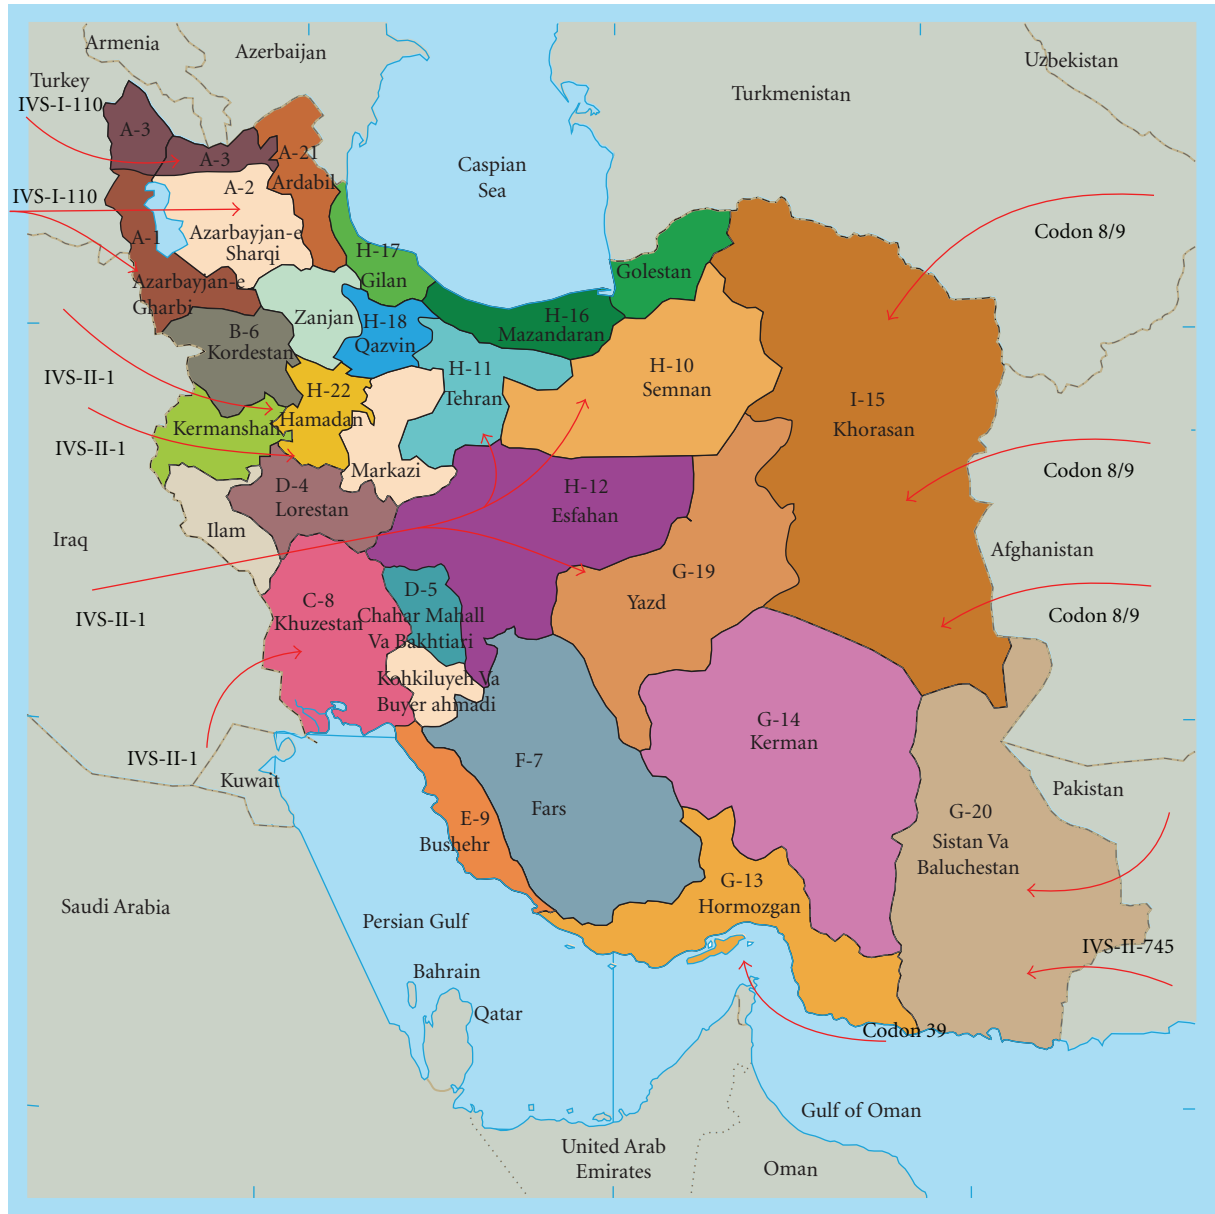 Armenia
Azerbaijan
Uzbekistan
Turkey
IVS-I-110
Turkmenistan
A-3
A-3
A-21
Ardabil
Caspian
Sea
IVS-I-110
A-2
Azarbayjan-e
Sharqi
A-1
Azarbayjan-e
Gharbi
H-17
Gilan
Golestan
Codon 8/9
Zanjan
H-18
Qazvin
H-16
Mazandaran
B-6
Kordestan
H-11
Tehran
H-10
Semnan
IVS-II-1
H-22
Hamadan
I-15
Khorasan
Kermanshah
IVS-II-1
Markazi
Codon 8/9
D-4
Lorestan
H-12
Esfahan
Ilam
Iraq
Afghanistan
G-19
Yazd
D-5
Chahar Mahall
Va Bakhtiari
C-8
Khuzestan
IVS-II-1
Codon 8/9
Kohkiluyeh Va
Buyer ahmadi
G-14
Kerman
IVS-II-1
F-7
Fars
Kuwait
Pakistan
E-9
Bushehr
G-20
Sistan Va
Baluchestan
G-13
Hormozgan
Saudi Arabia
Persian Gulf
IVS-II-745
Bahrain
Qatar
Codon 39
Gulf of Oman
United Arab
Emirates
Oman